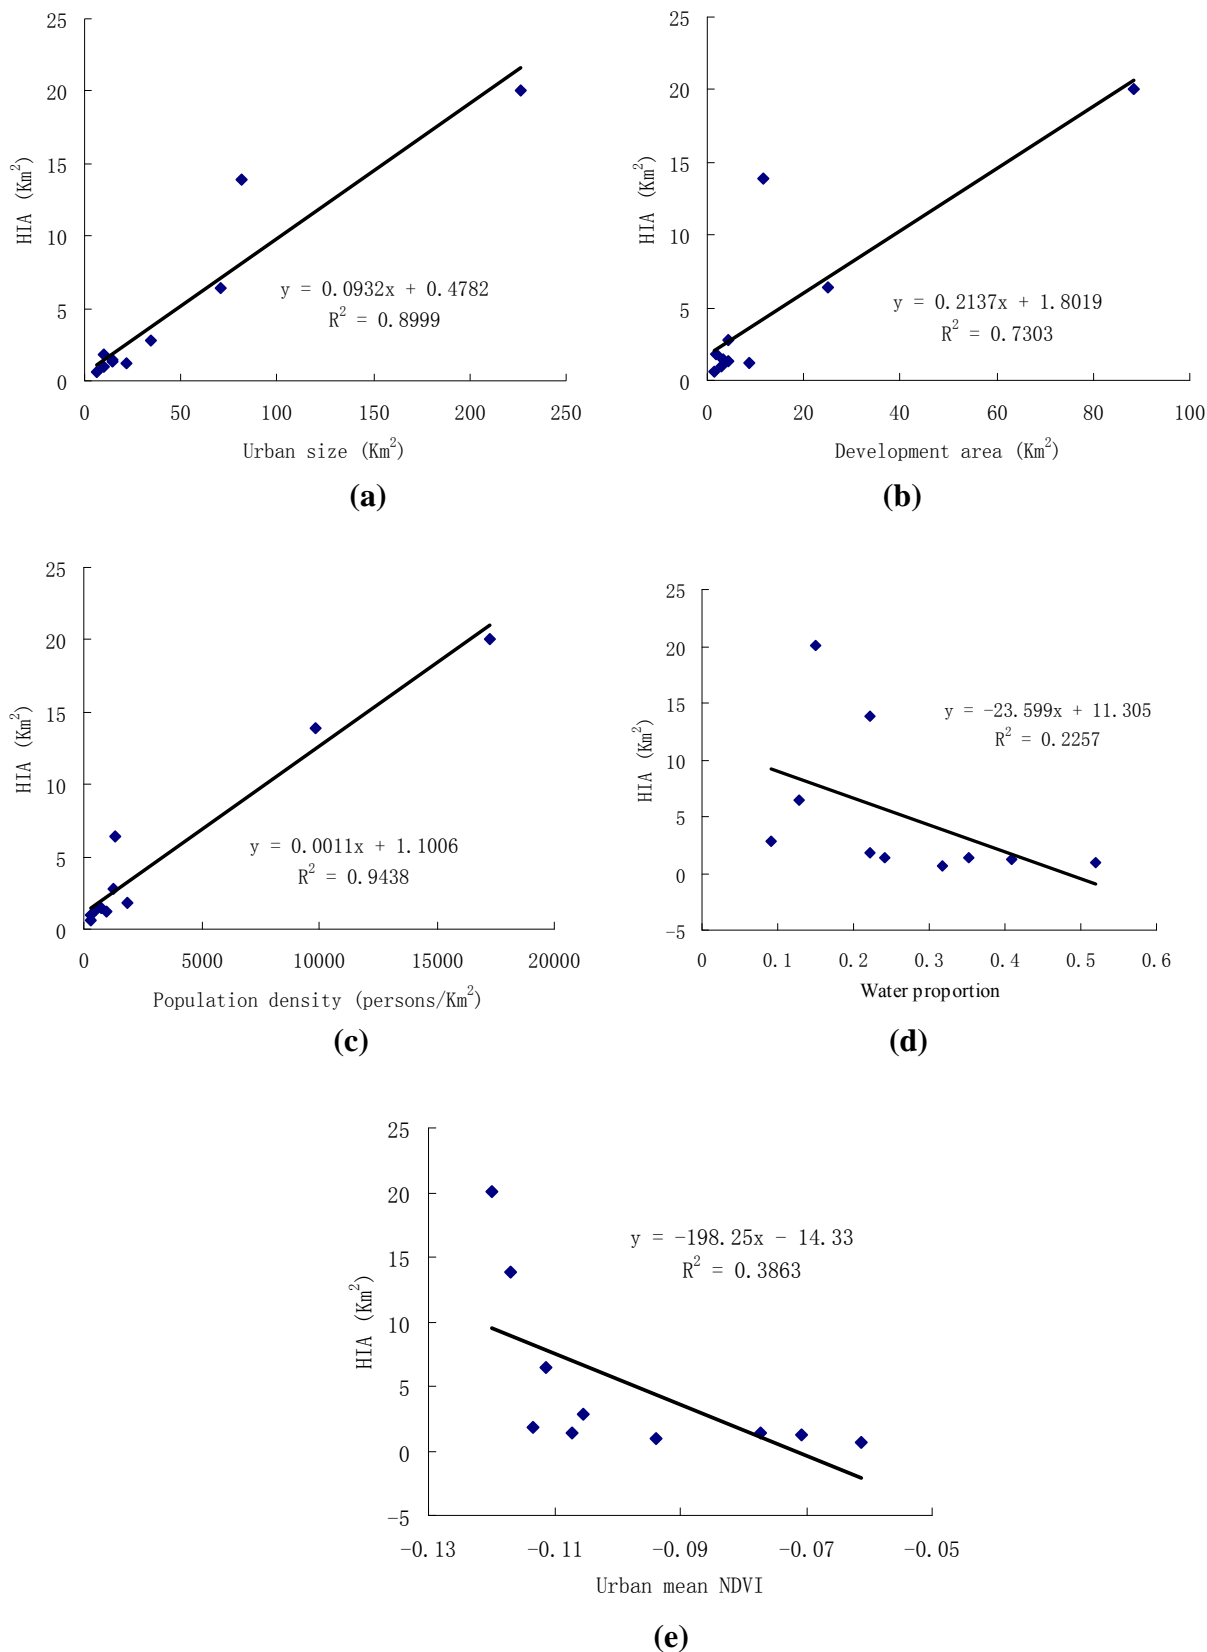 25
20
15
10
5
0
HIA (Km²)
y = 0.0932x + 0.4782
R² = 0.8999
0 50 100 150 200 250
Urban size (Km²)
(a)
25
20
15
10
5
0
HIA (Km²)
y = 0.2137x + 1.8019
R² = 0.7303
0 20 40 60 80 100
Development area (Km²)
(b)
25
20
15
10
5
0
HIA (Km²)
y = 0.0011x + 1.1006
R² = 0.9438
0 5000 10000 15000 20000
Population density (persons/Km²)
(c)
25
20
15
10
5
0
-5
HIA (Km²)
y = -23.599x + 11.305
R² = 0.2257
0 0.1 0.2 0.3 0.4 0.5 0.6
Water proportion
(d)
25
20
15
10
5
0
-5
HIA (Km²)
y = -198.25x - 14.33
R² = 0.3863
-0.13 -0.11 -0.09 -0.07 -0.05
Urban mean NDVI
(e)